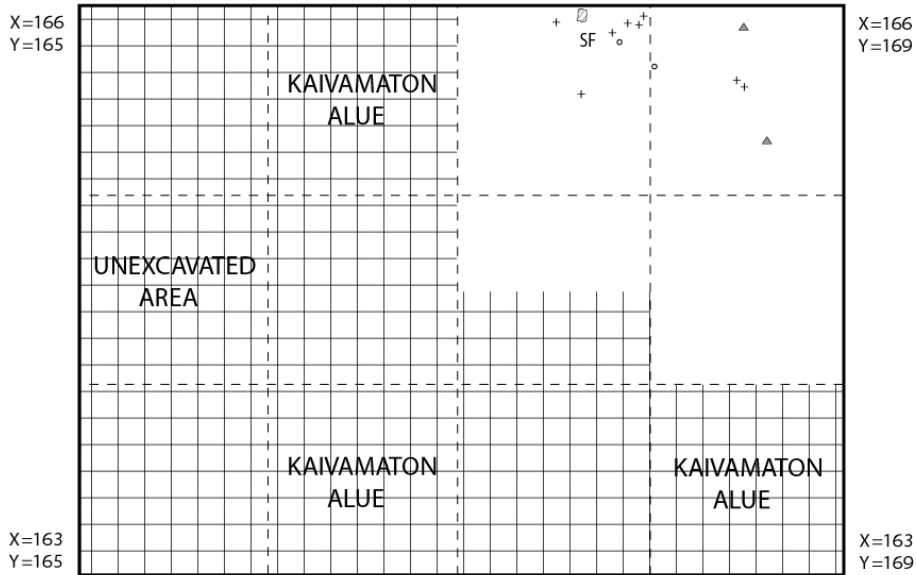 X=166
Y=165
X=166
Y=169
SF
KAIVAMATON
ALUE
UNEXCAVATED
AREA
KAIVAMATON
ALUE
KAIVAMATON
ALUE
X=163
Y=165
X=163
Y=169